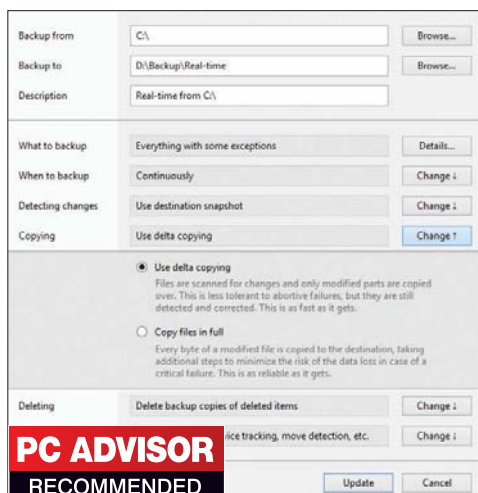 Backup from C:\ Browse...
Backup to D:\Backup\Real-time Browse...
Description Real-time from C:\
What to backup Everything with some exceptions Details...
When to backup Continuously Change ↓
Detecting changes Use destination snapshot Change ↓
Copying Use delta copying Change ↑
Use delta copying
Files are scanned for changes and only modified parts are copied
over. This is less tolerant to abortive failures, but they are still
detected and corrected. This is as fast as it gets.
Copy files in full
Every byte of a modified file is copied to the destination, taking
additional steps to minimize the risk of the data loss in case of a
critical failure. This is as reliable as it gets.
Deleting Delete backup copies of deleted items Change ↓
tracking, move detection, etc. Change ↓
PC ADVISOR
RECOMMENDED
Update Cancel